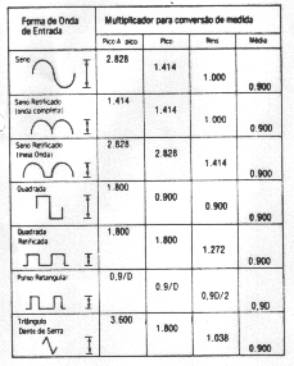 Forma de Onda
de Entrada
Multiplicador para conversão de medida
Pico A pico
Pico
Rms
Média
Seno
2.828
1.414
1.000
0.900
Seno Retificado
(onda completa)
1.414
1.414
1.000
0.900
Seno Retificado
(meia Onda)
2.828
2.828
1.414
0.900
Quadrada
1.800
0.900
0.900
0.900
Quadrada
Retificada
1.800
1.800
1.272
0.900
Pulso Retangular
0,9/D
0.9/D
0,9D/2
0,9D
Triângulo
Dente de Serra
3.600
1.800
1.038
0.900